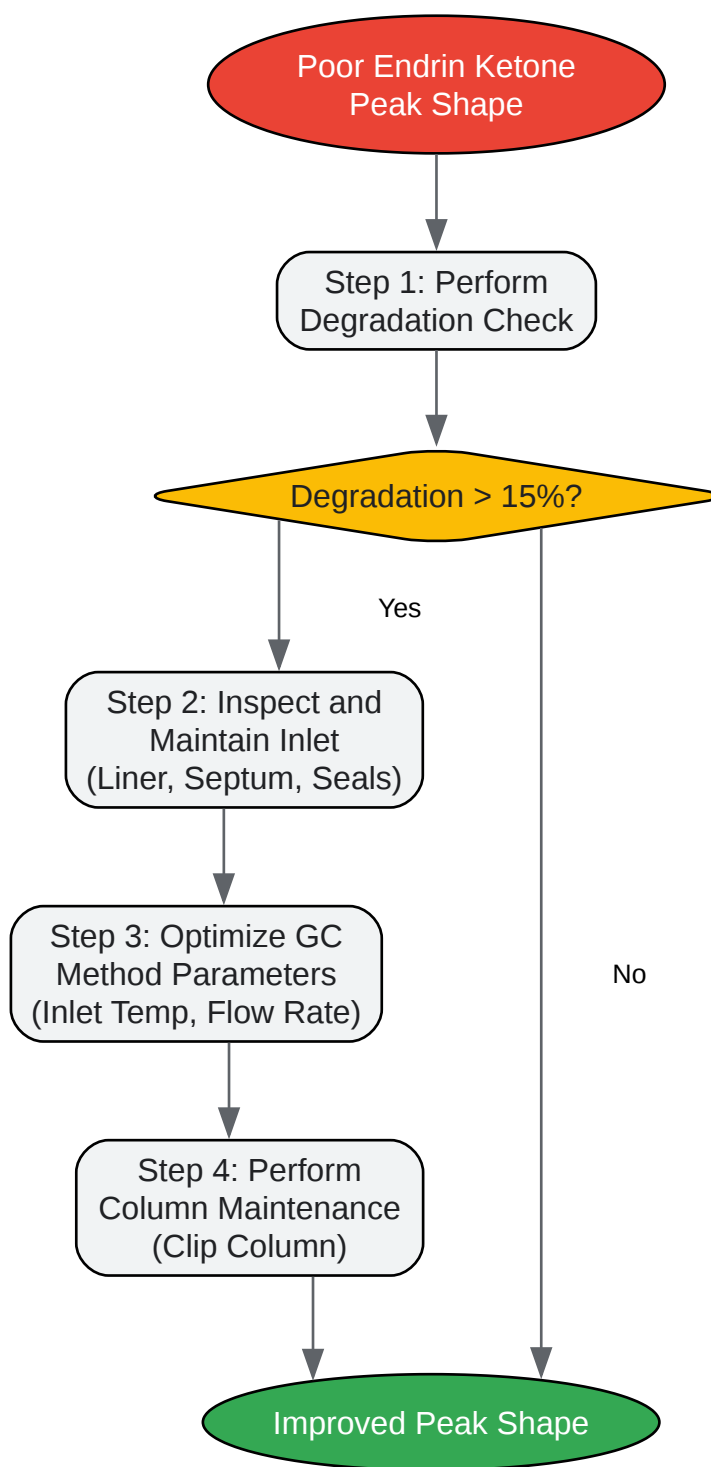 Poor Endrin Ketone
Peak Shape
Step 1: Perform
Degradation Check
Degradation > 15%?
Yes
Step 2: Inspect and
Maintain Inlet
(Liner, Septum, Seals)
Step 3: Optimize GC
Method Parameters
(Inlet Temp, Flow Rate)
No
Step 4: Perform
Column Maintenance
(Clip Column)
Improved Peak Shape